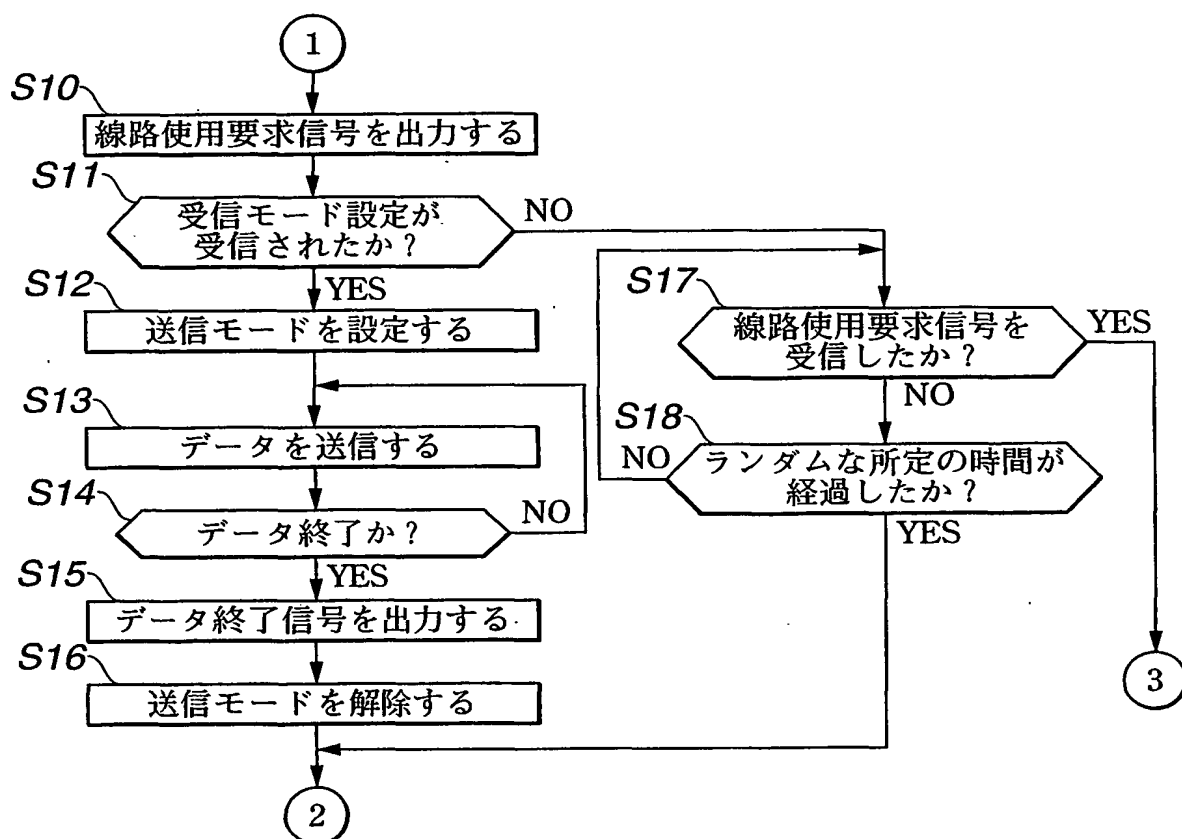 1
S10
線路使用要求信号を出力する
S11
受信モード設定が
受信されたか？
NO
YES
S12
送信モードを設定する
S13
データを送信する
S14
データ終了か？
NO
YES
S15
データ終了信号を出力する
S16
送信モードを解除する
2
S17
線路使用要求信号を
受信したか？
YES
NO
S18
ランダムな所定の時間が
経過したか？
NO
YES
3